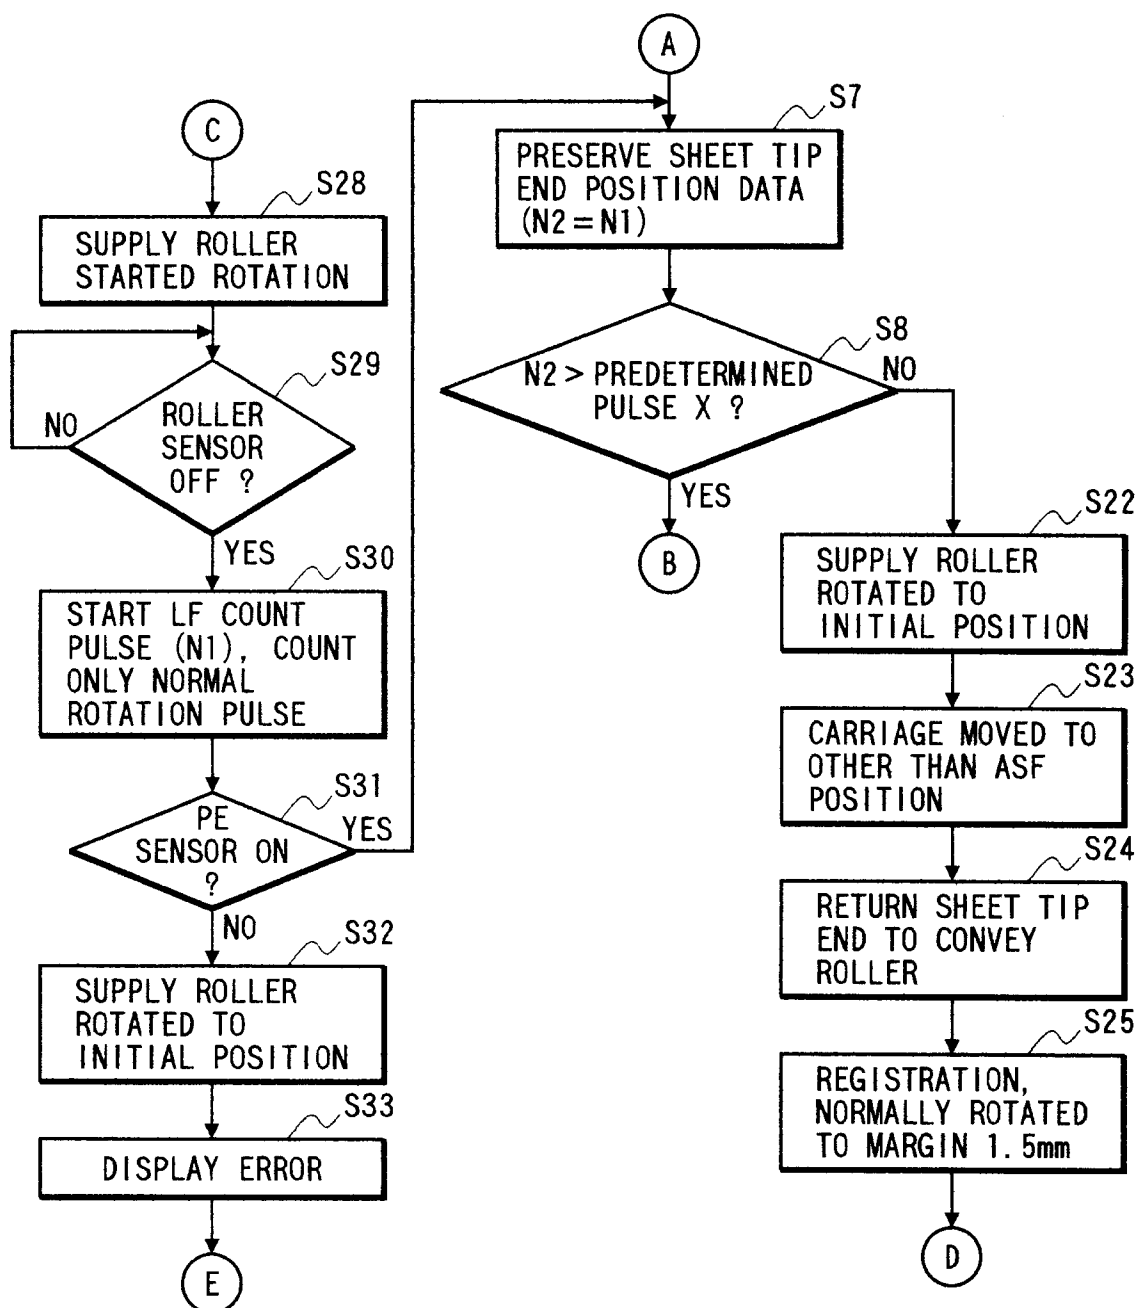 C
S28
SUPPLY ROLLER
STARTED ROTATION
S29
ROLLER
SENSOR
OFF ?
NO
YES
S30
START LF COUNT
PULSE (N1), COUNT
ONLY NORMAL
ROTATION PULSE
S31
PE
SENSOR ON
?
YES
NO
S32
SUPPLY ROLLER
ROTATED TO
INITIAL POSITION
S33
DISPLAY ERROR
E
A
S7
PRESERVE SHEET TIP
END POSITION DATA
(N2=N1)
S8
N2 > PREDETERMINED
PULSE X ?
NO
YES
B
S22
SUPPLY ROLLER
ROTATED TO
INITIAL POSITION
S23
CARRIAGE MOVED TO
OTHER THAN ASF
POSITION
S24
RETURN SHEET TIP
END TO CONVEY
ROLLER
S25
REGISTRATION,
NORMALLY ROTATED
TO MARGIN 1.5mm
D